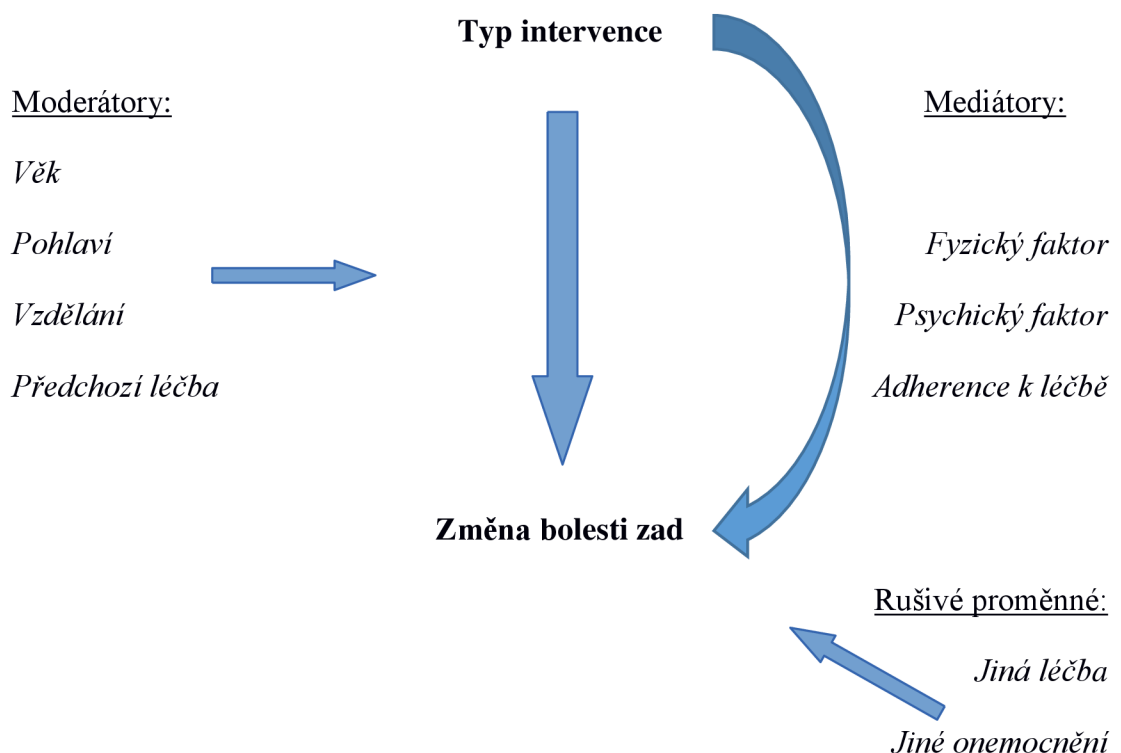 Typ intervence
Moderátory:
Věk
Pohlaví
Vzdělání
Předchozí léčba
Mediátory:
Fyzický faktor
Psychický faktor
Adherence k léčbě
Změna bolesti zad
Rušivé proměnné:
Jiná léčba
Jiné onemocnění